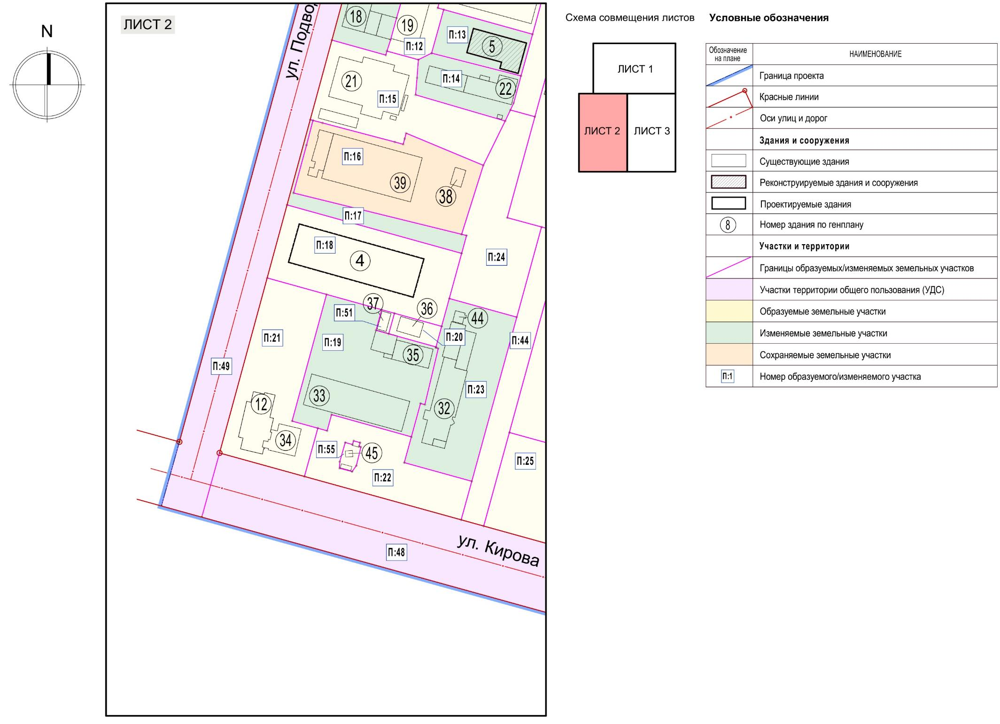 N
ЛИСТ 2
ул. Подво
18
19
П:12
П:13
5
П:14
22
21
П:15
П:16
39
38
П:17
П:18
4
П:24
37
36
П:51
44
П:20
П:21
П:19
П:44
35
П:49
33
П:23
12
32
34
П:55
45
П:25
П:22
ул. Кирова
П:48
Схема совмещения листов
ЛИСТ 1
ЛИСТ 2
ЛИСТ 3
Условные обозначения
Обозначение на плане
НАИМЕНОВАНИЕ
Граница проекта
Красные линии
Оси улиц и дорог
Здания и сооружения
Существующие здания
Реконструируемые здания и сооружения
Проектируемые здания
8 Номер здания по генплану
Участки и территории
Границы образуемых/изменяемых земельных участков
Участки территории общего пользования (УДС)
Образуемые земельные участки
Изменяемые земельные участки
Сохраняемые земельные участки
П:1 Номер образуемого/изменяемого участка